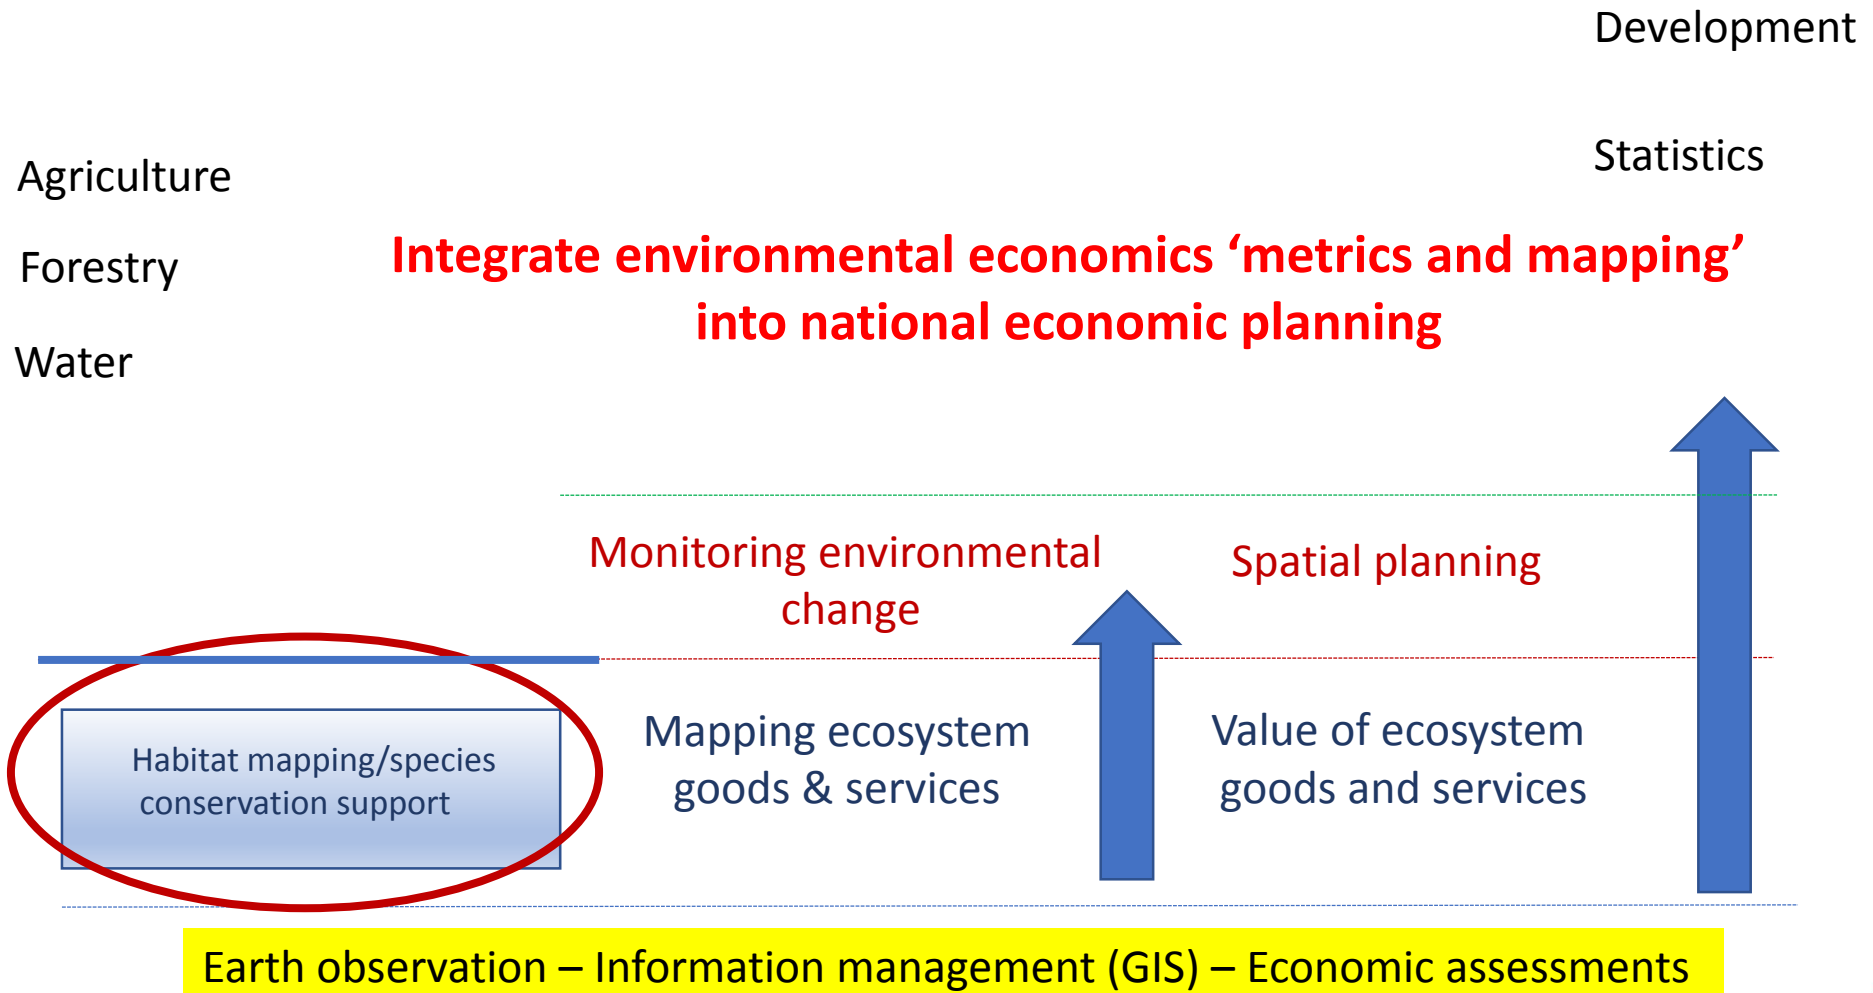 Development
Statistics
Agriculture
Forestry
Water
Integrate environmental economics ‘metrics and mapping’
into national economic planning
Monitoring environmental
change
Spatial planning
Habitat mapping/species
conservation support
Mapping ecosystem
goods & services
Value of ecosystem
goods and services
Earth observation – Information management (GIS) – Economic assessments